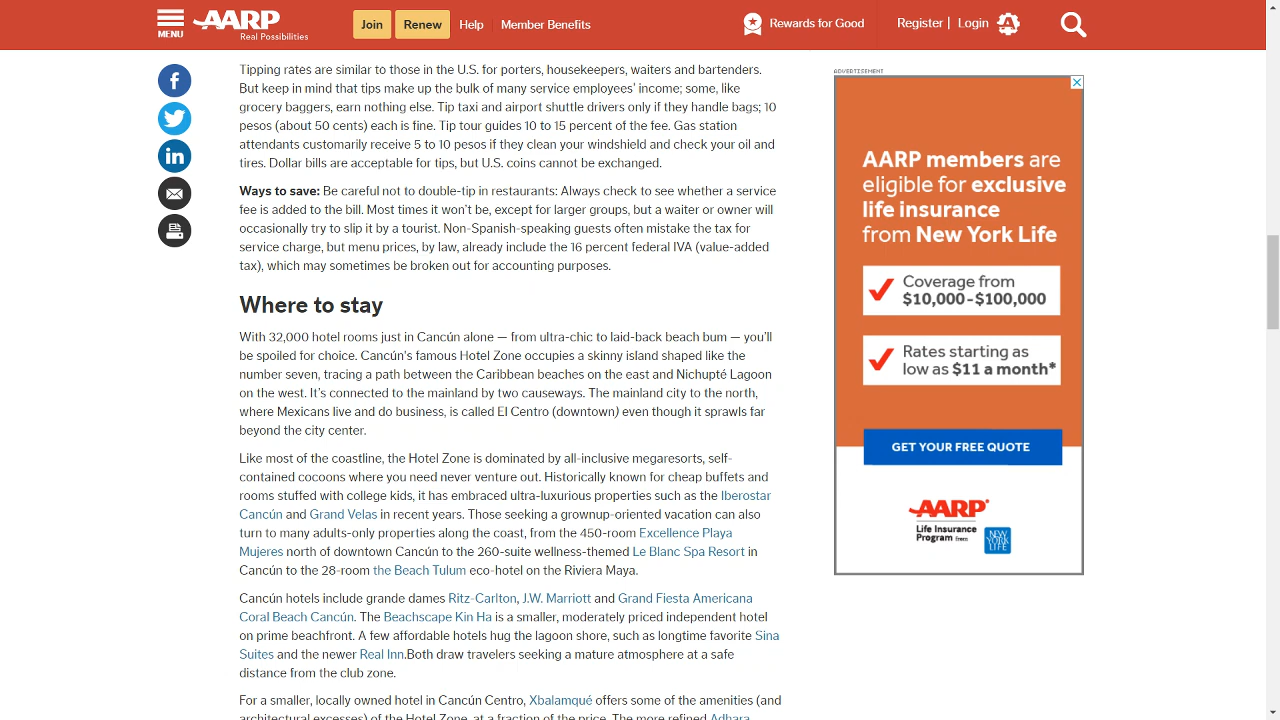 MENU
AARP
Real Possibilities
Join
Renew
Help
Member Benefits
Rewards for Good
Register |
Login
Tipping rates are similar to those in the U.S. for porters, housekeepers, waiters and bartenders.
But keep in mind that tips make up the bulk of many service employees’ income; some, like
grocery baggers, earn nothing else. Tip taxi and airport shuttle drivers only if they handle bags; 10
pesos (about 50 cents) each is fine. Tip tour guides 10 to 15 percent of the fee. Gas station
attendants customarily receive 5 to 10 pesos if they clean your windshield and check your oil and
tires. Dollar bills are acceptable for tips, but U.S. coins cannot be exchanged.
Ways to save: Be careful not to double-tip in restaurants: Always check to see whether a service
fee is added to the bill. Most times it won’t be, except for larger groups, but a waiter or owner will
occasionally try to slip it by a tourist. Non-Spanish-speaking guests often mistake the tax for
service charge, but menu prices, by law, already include the 16 percent federal IVA (value-added
tax), which may sometimes be broken out for accounting purposes.
Where to stay
With 32,000 hotel rooms just in Cancún alone — from ultra-chic to laid-back beach bum — you’ll
be spoiled for choice. Cancún’s famous Hotel Zone occupies a skinny island shaped like the
number seven, tracing a path between the Caribbean beaches on the east and Nichupté Lagoon
on the west. It’s connected to the mainland by two causeways. The mainland city to the north,
where Mexicans live and do business, is called El Centro (downtown) even though it sprawls far
beyond the city center.
Like most of the coastline, the Hotel Zone is dominated by all-inclusive megaresorts, self-
contained cocoons where you need never venture out. Historically known for cheap buffets and
rooms stuffed with college kids, it has embraced ultra-luxurious properties such as the Iberostar
Cancún and Grand Velas in recent years. Those seeking a grownup-oriented vacation can also
turn to many adults-only properties along the coast, from the 450-room Excellence Playa
Mujeres north of downtown Cancún to the 260-suite wellness-themed Le Blanc Spa Resort in
Cancún to the 28-room the Beach Tulum eco-hotel on the Riviera Maya.
Cancún hotels include grande dames Ritz-Carlton, J.W. Marriott and Grand Fiesta Americana
Coral Beach Cancún. The Beachscape Kin Ha is a smaller, moderately priced independent hotel
on prime beachfront. A few affordable hotels hug the lagoon shore, such as longtime favorite Sina
Suites and the newer Real Inn.Both draw travelers seeking a mature atmosphere at a safe
distance from the club zone.
For a smaller, locally owned hotel in Cancún Centro, Xbalamqué offers some of the amenities (and
architectural excesses) of the Hotel Zone, at a fraction of the price. The more refined Adhara
ADVERTISEMENT
AARP members are
eligible for exclusive
life insurance
from New York Life
Coverage from
$10,000-$100,000
Rates starting as
low as $11 a month*
GET YOUR FREE QUOTE
AARP
Life Insurance
Program from
NEW
YORK
LIFE